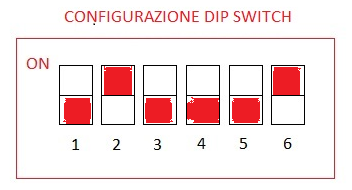 CONFIGURAZIONE DIP SWITCH
ON
1 2 3 4 5 6